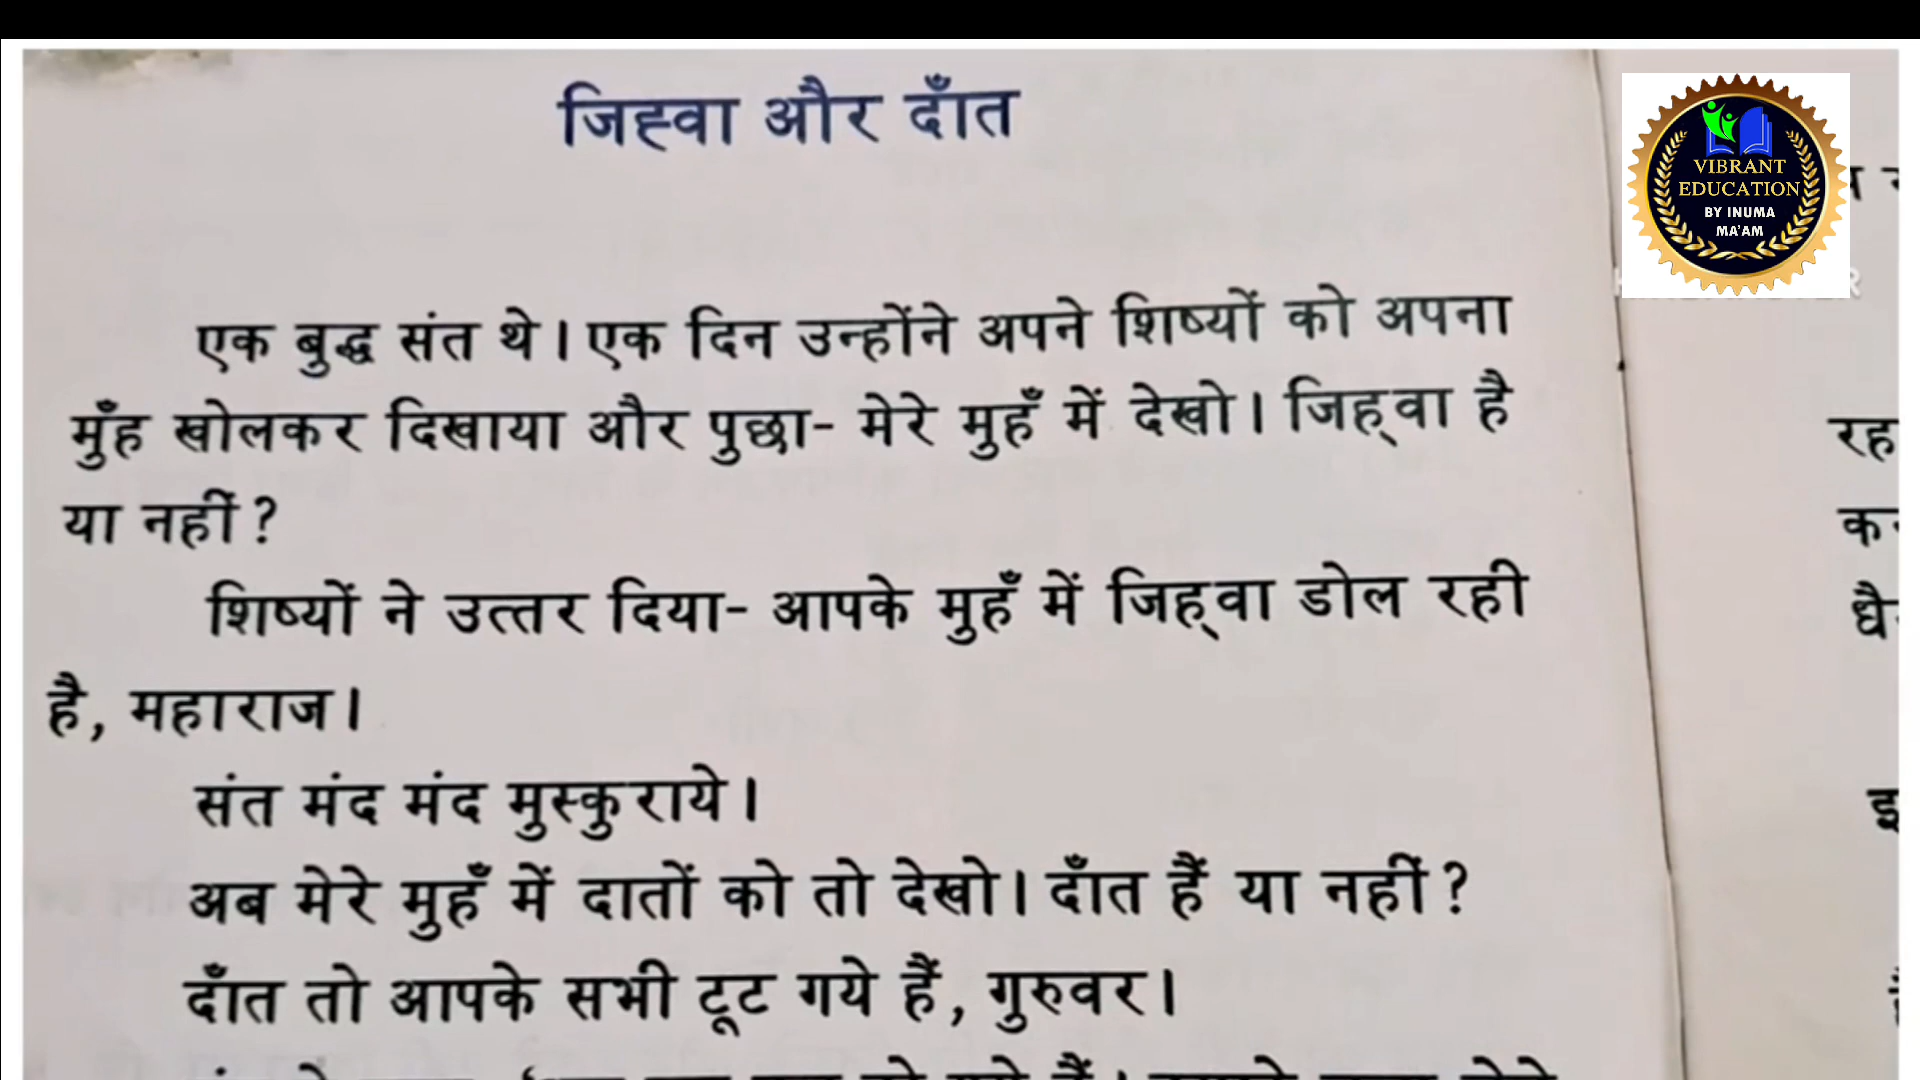 जिह्वा और दाँत
VIBRANT
EDUCATION
BY INUMA
MA'AM
एक बुद्ध संत थे। एक दिन उन्होंने अपने शिष्यों को अपना
मुँह खोलकर दिखाया और पुछा- मेरे मुहँ में देखो। जिह्‌वा है
या नहीं?
शिष्यों ने उत्तर दिया- आपके मुहँ में जिह्‌वा डोल रही
है, महाराज।
संत मंद मंद मुस्कुराये।
अब मेरे मुहँ में दातों को तो देखो। दाँत हैं या नहीं?
दाँत तो आपके सभी टूट गये हैं, गुरुवर।